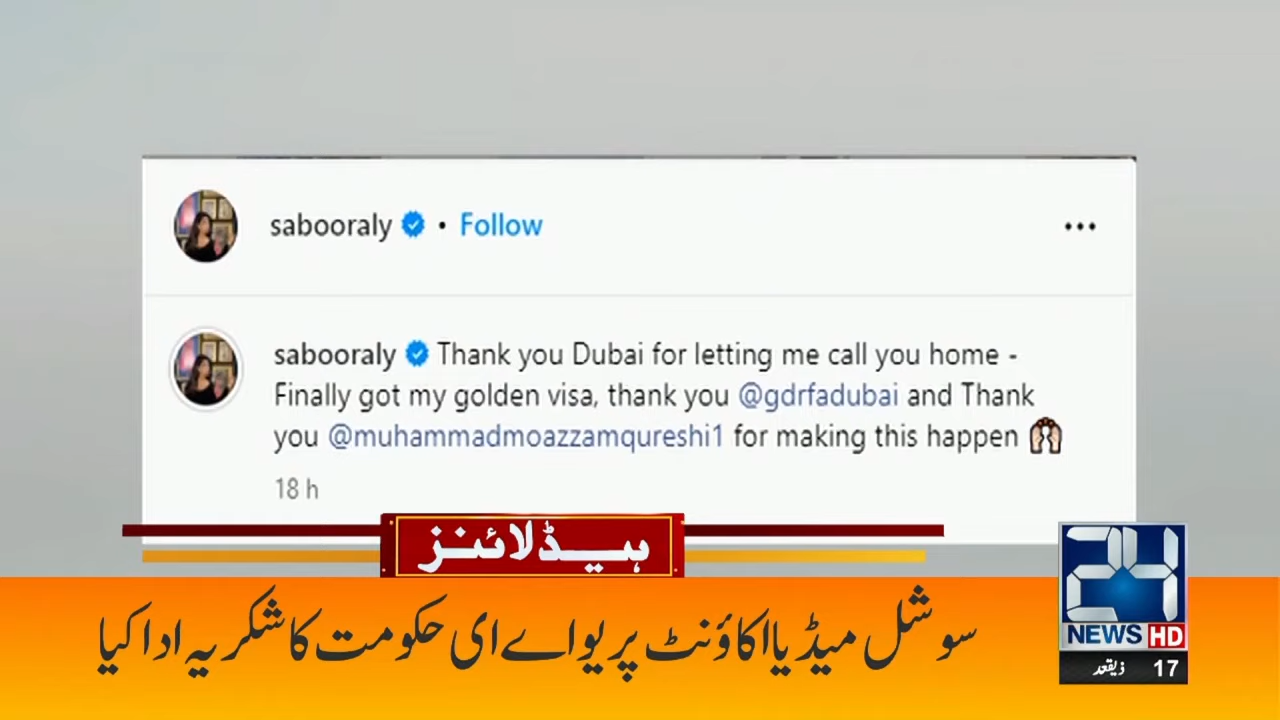 sabooraly • Follow
sabooraly Thank you Dubai for letting me call you home -
Finally got my golden visa, thank you @gdrfadubai and Thank
you @muhammadmoazzamqureshi1 for making this happen 🙌
18 h
ہیڈلائنز
سوشل میڈیا اکاؤنٹ پر یو اے ای حکومت کا شکریہ ادا کیا
24
NEWS HD
17 ذیقعد